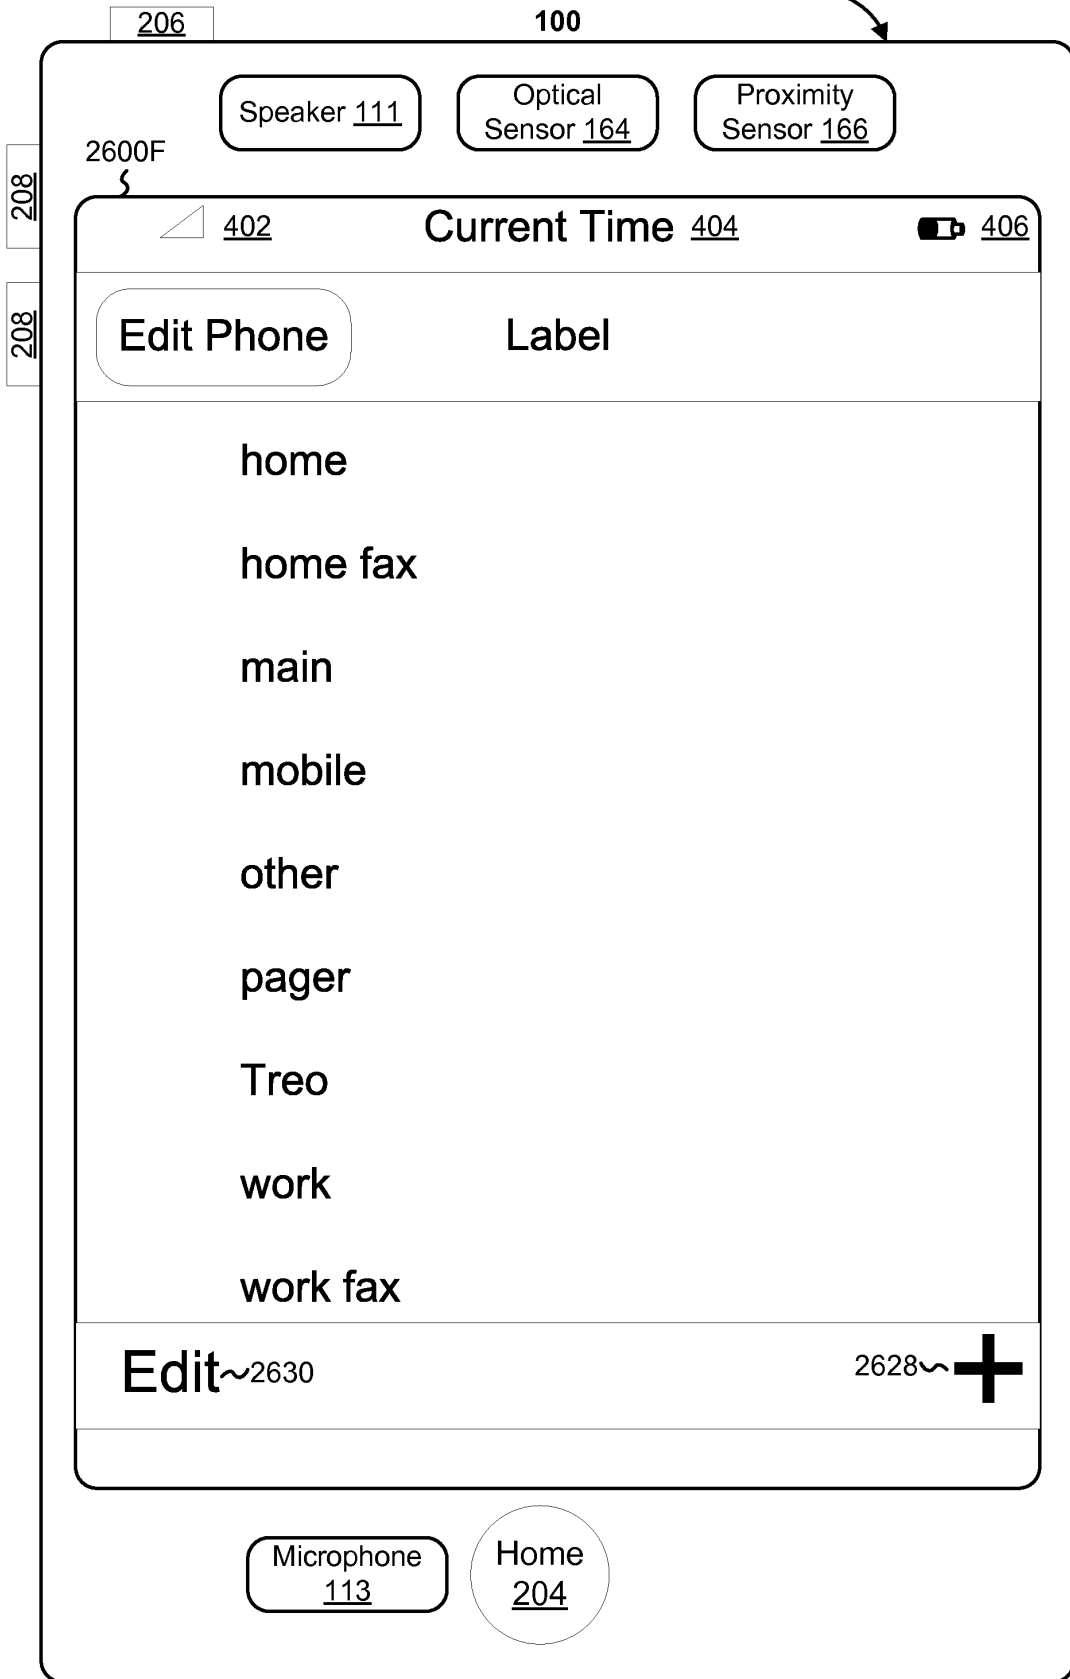 206
100
Speaker 111
Optical
Sensor 164
Proximity
Sensor 166
2600F
208
402
Current Time 404
406
208
Edit Phone
Label
home
home fax
main
mobile
other
pager
Treo
work
work fax
Edit 2630
2628 +
Microphone
113
Home
204